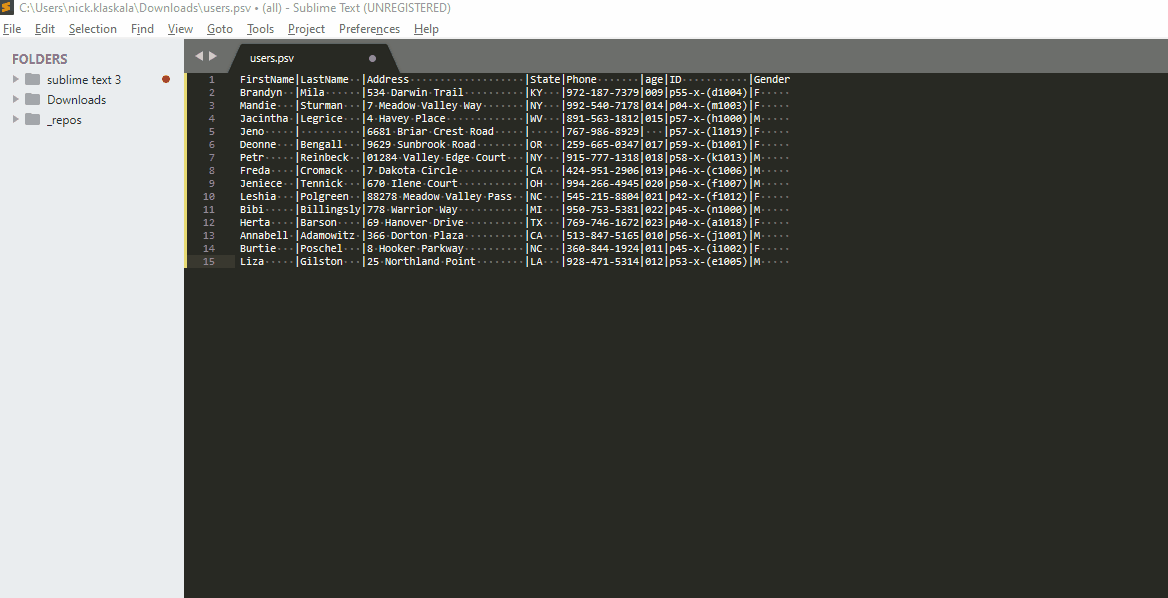 C:\Users\nick.klaskala\Downloads\users.psv • (all) - Sublime Text (UNREGISTERED)
File Edit Selection Find View Goto Tools Project Preferences Help
FOLDERS
sublime text 3
Downloads
_repos
users.psv
1 FirstName|LastName··|Address···················|State|Phone·······|age|ID···········|Gender
2 Brandyn··|Mila······|534·Darwin·Trail··········|KY···|972-187-7379|009|p55-x-(d1004)|F·····
3 Mandie···|Sturman···|7·Meadow·Valley·Way·······|NY···|992-540-7178|014|p04-x-(m1003)|F·····
4 Jacintha·|Legrice···|4·Havey·Place·············|WV···|891-563-1812|015|p57-x-(h1000)|M·····
5 Jeno·····|··········|6681·Briar·Crest·Road·····|·····|767-986-8929|···|p57-x-(l1019)|F·····
6 Deonne···|Bengall···|9629·Sunbrook·Road········|OR···|259-665-0347|017|p59-x-(b1001)|F·····
7 Petr·····|Reinbeck··|01284·Valley·Edge·Court···|NY···|915-777-1318|018|p58-x-(k1013)|M·····
8 Freda····|Cromack···|7·Dakota·Circle···········|CA···|424-951-2906|019|p46-x-(c1006)|M·····
9 Jeniece··|Tennick···|670·Ilene·Court···········|OH···|994-266-4945|020|p50-x-(f1007)|M·····
10 Leshia···|Polgreen··|88278·Meadow·Valley·Pass··|NC···|545-215-8804|021|p42-x-(f1012)|F·····
11 Bibi·····|Billingsly|778·Warrior·Way···········|MI···|950-753-5381|022|p45-x-(n1000)|M·····
12 Herta····|Barson····|69·Hanover·Drive··········|TX···|769-746-1672|023|p40-x-(a1018)|F·····
13 Annabell·|Adamowitz·|366·Dorton·Plaza··········|CA···|513-847-5165|010|p56-x-(j1001)|M·····
14 Burtie···|Poschel···|8·Hooker·Parkway··········|NC···|360-844-1924|011|p45-x-(i1002)|F·····
15 Liza·····|Gilston···|25·Northland·Point········|LA···|928-471-5314|012|p53-x-(e1005)|M·····